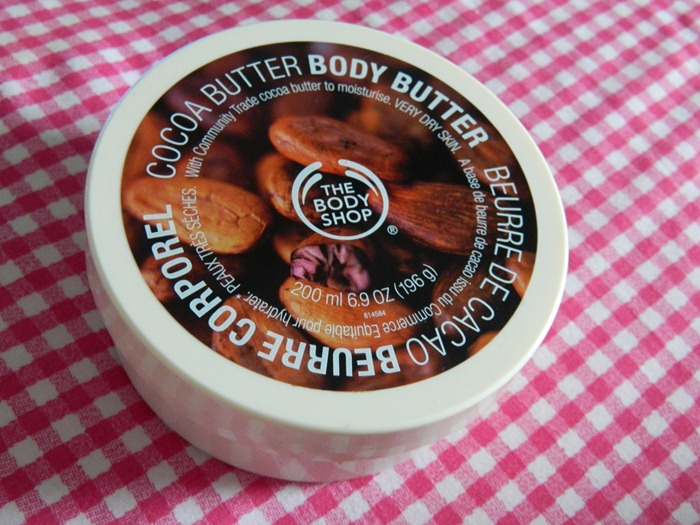 COCOA BUTTER BODY BUTTER
With Community Trade cocoa butter to moisturise. VERY DRY SKIN.
THE
BODY
SHOP
®
200 ml 6.9 OZ (196 g)
814584
BEURRE DE CACAO BEURRE CORPOREL
A base de beurre de cacao issu du Commerce Équitable pour hydrater.* PEAUX TRÈS SÈCHES.